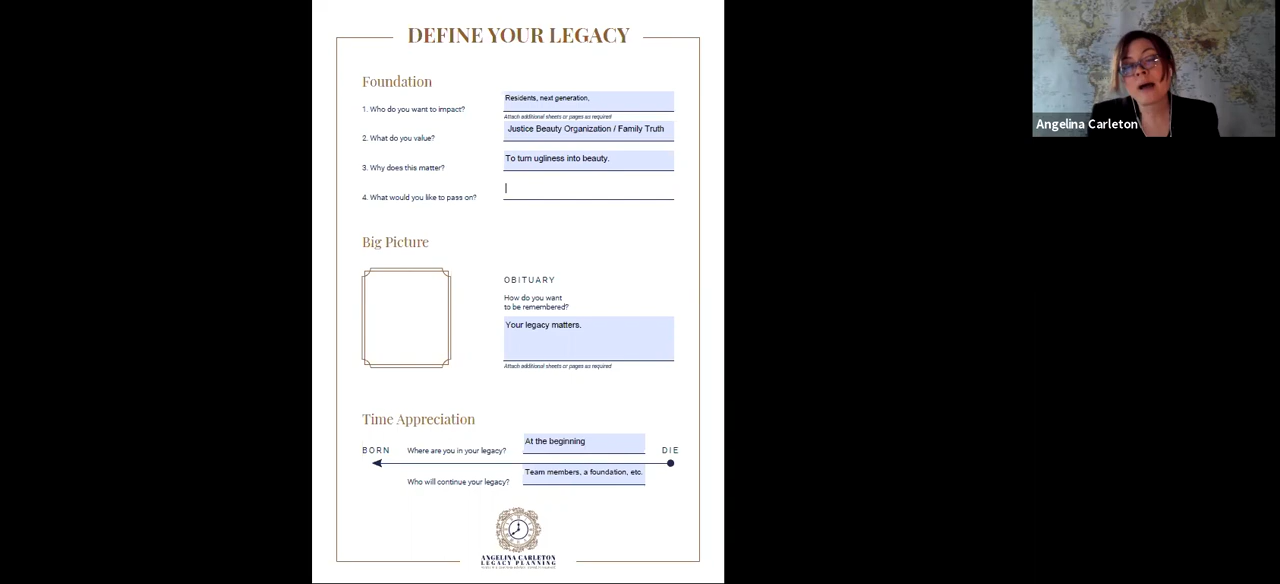 DEFINE YOUR LEGACY
Foundation
1. Who do you want to impact?
Residents, next generation,
Attach additional sheets or pages as required
2. What do you value?
Justice Beauty Organization / Family Truth
3. Why does this matter?
To turn ugliness into beauty.
4. What would you like to pass on?
Big Picture
OBITUARY
How do you want
to be remembered?
Your legacy matters.
Attach additional sheets or pages as required
Time Appreciation
BORN
Where are you in your legacy?
At the beginning
DIE
Who will continue your legacy?
Team members, a foundation, etc.
ANGELINA CARLETON
LEGACY PLANNING
Angelina Carleton